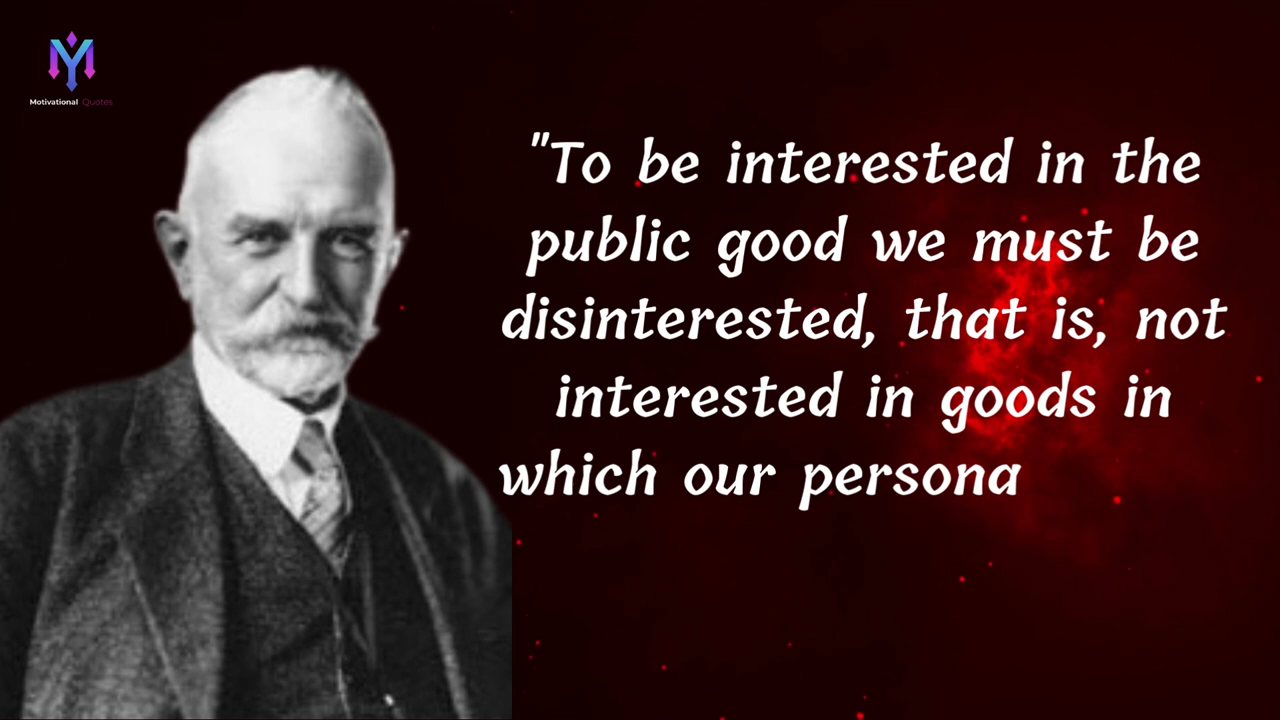 Motivational Quotes
"To be interested in the
public good we must be
disinterested, that is, not
interested in goods in
which our persona